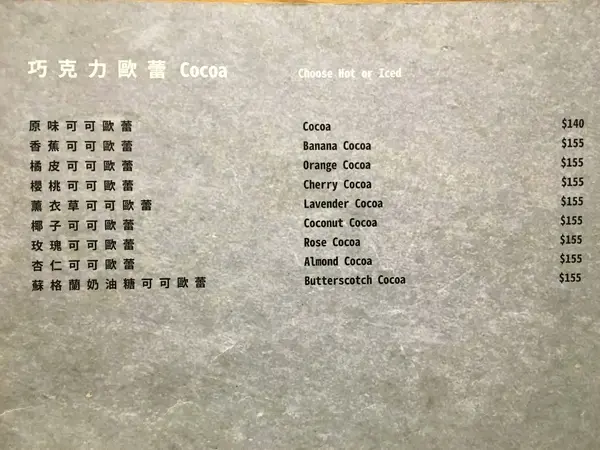 巧克力歐蕾 Cocoa Choose Hot or Iced
原味可可歐蕾 Cocoa $140
香蕉可可歐蕾 Banana Cocoa $155
橘皮可可歐蕾 Orange Cocoa $155
櫻桃可可歐蕾 Cherry Cocoa $155
薰衣草可可歐蕾 Lavender Cocoa $155
椰子可可歐蕾 Coconut Cocoa $155
玫瑰可可歐蕾 Rose Cocoa $155
杏仁可可歐蕾 Almond Cocoa $155
蘇格蘭奶油糖可可歐蕾 Butterscotch Cocoa $155